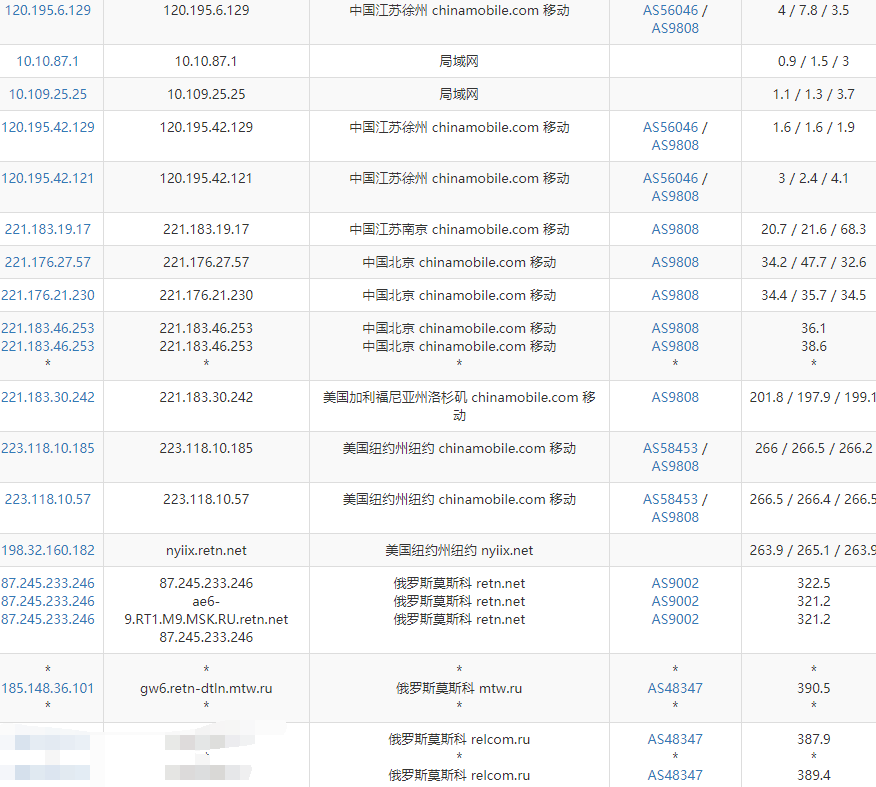 120.195.6.129 120.195.6.129 中国江苏徐州 chinamobile.com 移动 AS56046 / 4 / 7.8 / 3.5
AS9808
10.10.87.1 10.10.87.1 局域网 0.9 / 1.5 / 3
10.109.25.25 10.109.25.25 局域网 1.1 / 1.3 / 3.7
120.195.42.129 120.195.42.129 中国江苏徐州 chinamobile.com 移动 AS56046 / 1.6 / 1.6 / 1.9
AS9808
120.195.42.121 120.195.42.121 中国江苏徐州 chinamobile.com 移动 AS56046 / 3 / 2.4 / 4.1
AS9808
221.183.19.17 221.183.19.17 中国江苏南京 chinamobile.com 移动 AS9808 20.7 / 21.6 / 68.3
221.176.27.57 221.176.27.57 中国北京 chinamobile.com 移动 AS9808 34.2 / 47.7 / 32.6
221.176.21.230 221.176.21.230 中国北京 chinamobile.com 移动 AS9808 34.4 / 35.7 / 34.5
221.183.46.253 221.183.46.253 中国北京 chinamobile.com 移动 AS9808 36.1
221.183.46.253 221.183.46.253 中国北京 chinamobile.com 移动 AS9808 38.6
* * * * *
221.183.30.242 221.183.30.242 美国加利福尼亚州洛杉矶 chinamobile.com 移 AS9808 201.8 / 197.9 / 199.1
动
223.118.10.185 223.118.10.185 美国纽约州纽约 chinamobile.com 移动 AS58453 / 266 / 266.5 / 266.2
AS9808
223.118.10.57 223.118.10.57 美国纽约州纽约 chinamobile.com 移动 AS58453 / 266.5 / 266.4 / 266.5
AS9808
198.32.160.182 nyiix.retn.net 美国纽约州纽约 nyiix.net 263.9 / 265.1 / 263.9
87.245.233.246 87.245.233.246 俄罗斯莫斯科 retn.net AS9002 322.5
87.245.233.246 ae6- 俄罗斯莫斯科 retn.net AS9002 321.2
87.245.233.246 9.RT1.M9.MSK.RU.retn.net 俄罗斯莫斯科 retn.net AS9002 321.2
87.245.233.246
* * * * *
185.148.36.101 gw6.retn-dtln.mtw.ru 俄罗斯莫斯科 mtw.ru AS48347 390.5
* * * * *
俄罗斯莫斯科 relcom.ru AS48347 387.9
* * *
俄罗斯莫斯科 relcom.ru AS48347 389.4